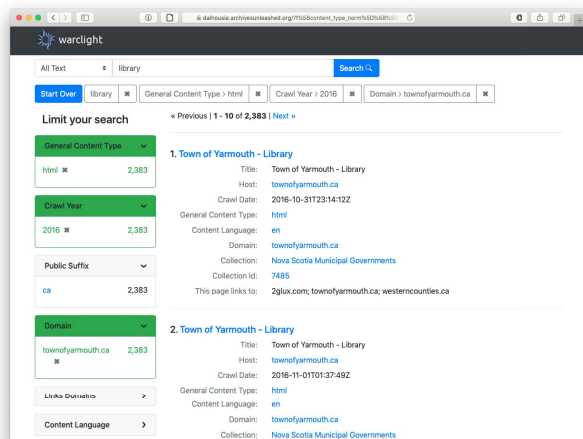 dalhousie.archivesunleashed.org/?f%5Bcontent_type_norm%5D%5B%5
warclight
All Text library Search
Start Over library ✖ General Content Type > html ✖ Crawl Year > 2016 ✖ Domain > townofyarmouth.ca ✖
Limit your search
General Content Type
html ✖ 2,383
Crawl Year
2016 ✖ 2,383
Public Suffix
ca 2,383
Domain
townofyarmouth.ca ✖ 2,383
Links Domains
Content Language
« Previous | 1 - 10 of 2,383 | Next »
1. Town of Yarmouth - Library
Title: Town of Yarmouth - Library
Host: townofyarmouth.ca
Crawl Date: 2016-10-31T23:14:12Z
General Content Type: html
Content Language: en
Domain: townofyarmouth.ca
Collection: Nova Scotia Municipal Governments
Collection Id: 7485
This page links to: 2glux.com; townofyarmouth.ca; westerncounties.ca
2. Town of Yarmouth - Library
Title: Town of Yarmouth - Library
Host: townofyarmouth.ca
Crawl Date: 2016-11-01T01:37:49Z
General Content Type: html
Content Language: en
Domain: townofyarmouth.ca
Collection: Nova Scotia Municipal Governments